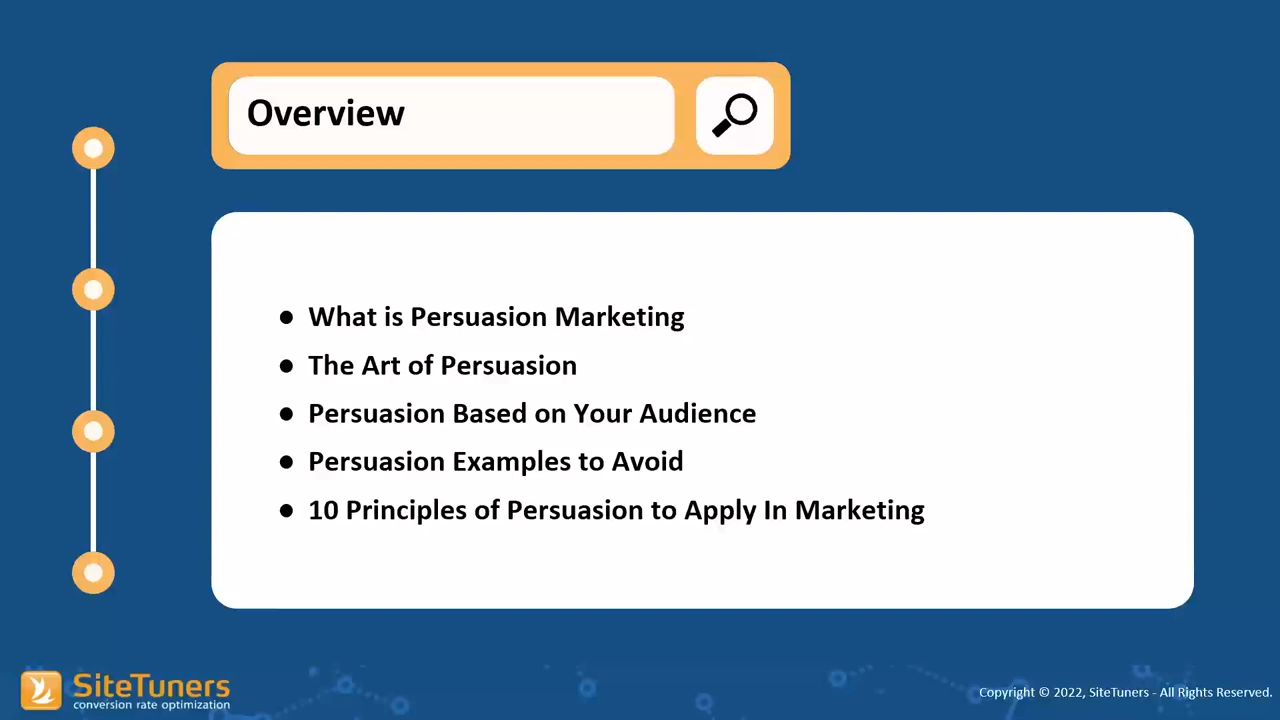 Overview
● What is Persuasion Marketing
● The Art of Persuasion
● Persuasion Based on Your Audience
● Persuasion Examples to Avoid
● 10 Principles of Persuasion to Apply In Marketing
SiteTuners
conversion rate optimization
Copyright © 2022, SiteTuners - All Rights Reserved.